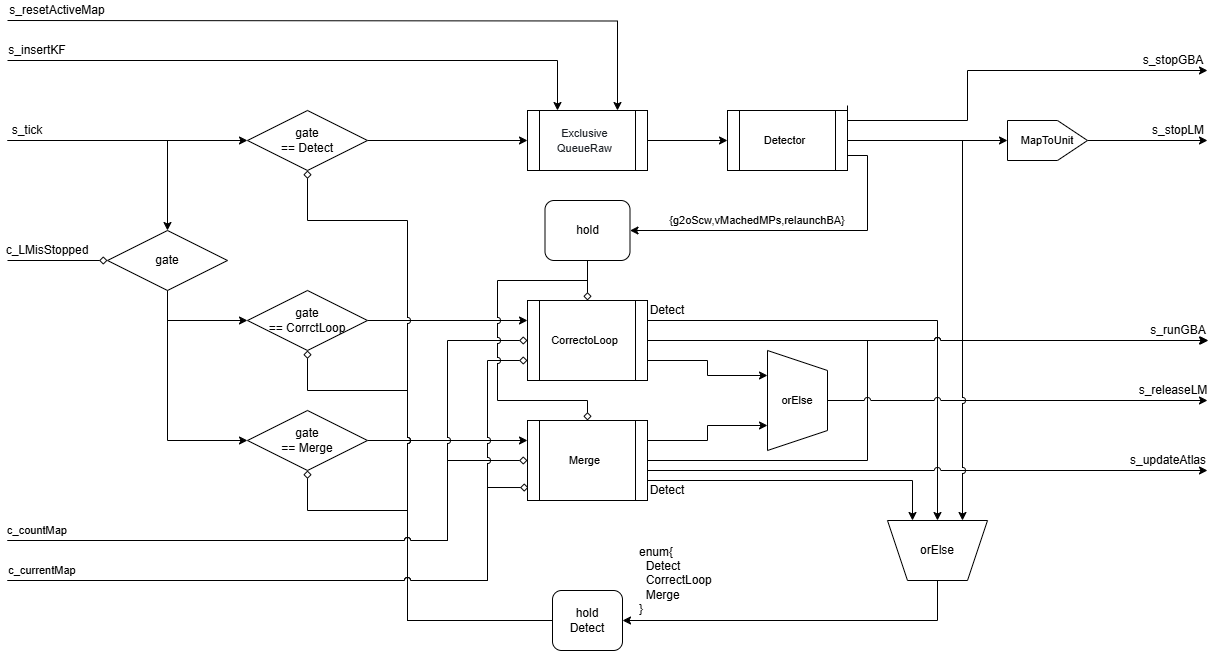 s_resetActiveMap
s_insertKF
s_stopGBA
s_tick
gate
== Detect
Exclusive
QueueRaw
Detector
MapToUnit
s_stopLM
c_LMisStopped
gate
hold
{g2oScw,vMachedMPs,relaunchBA}
gate
== CorrctLoop
CorrectoLoop
Detect
s_runGBA
orElse
s_releaseLM
gate
== Merge
Merge
Detect
s_updateAtlas
c_countMap
c_currentMap
orElse
enum{
Detect
CorrectLoop
Merge
}
hold
Detect